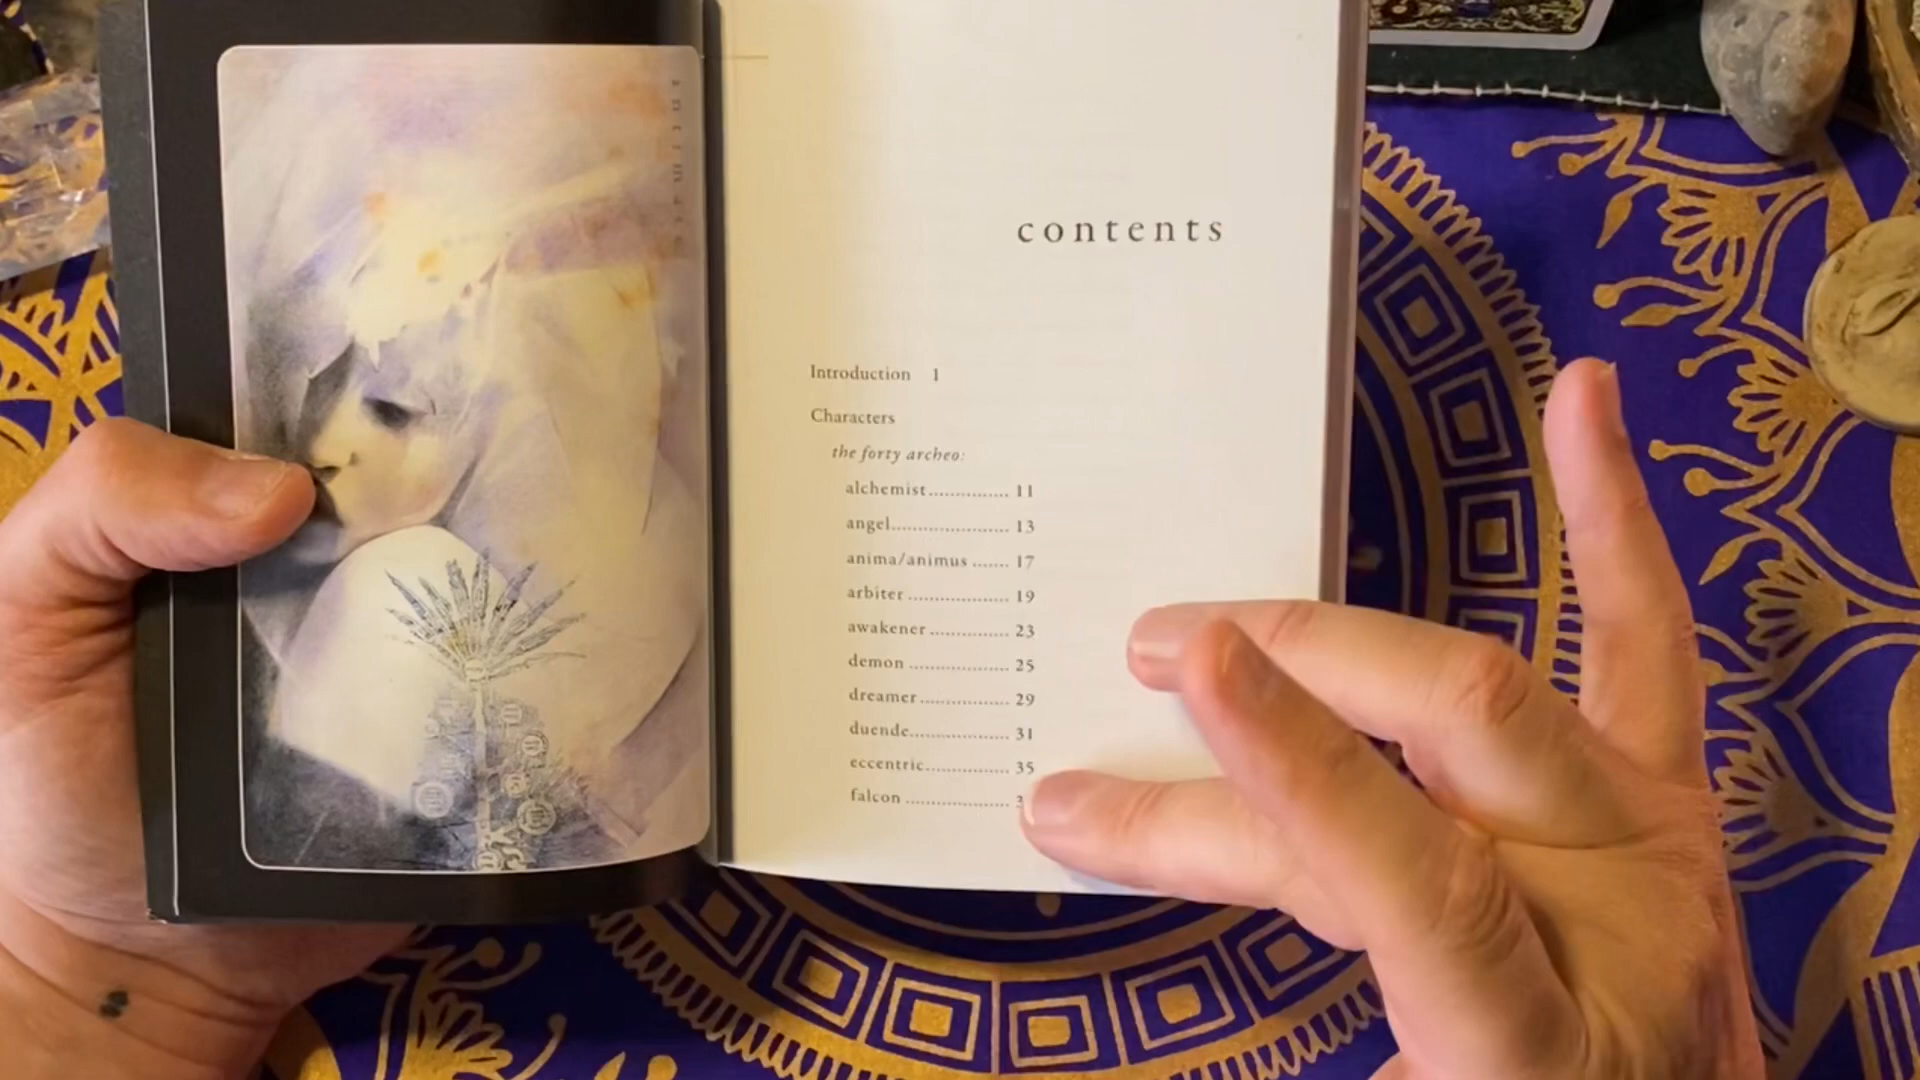 contents
Introduction 1
Characters
the forty archeo:
alchemist............... 11
angel...................... 13
anima/animus ....... 17
arbiter ................... 19
awakener ............... 23
demon ................... 25
dreamer ................. 29
duende................... 31
eccentric................ 35
falcon ....................